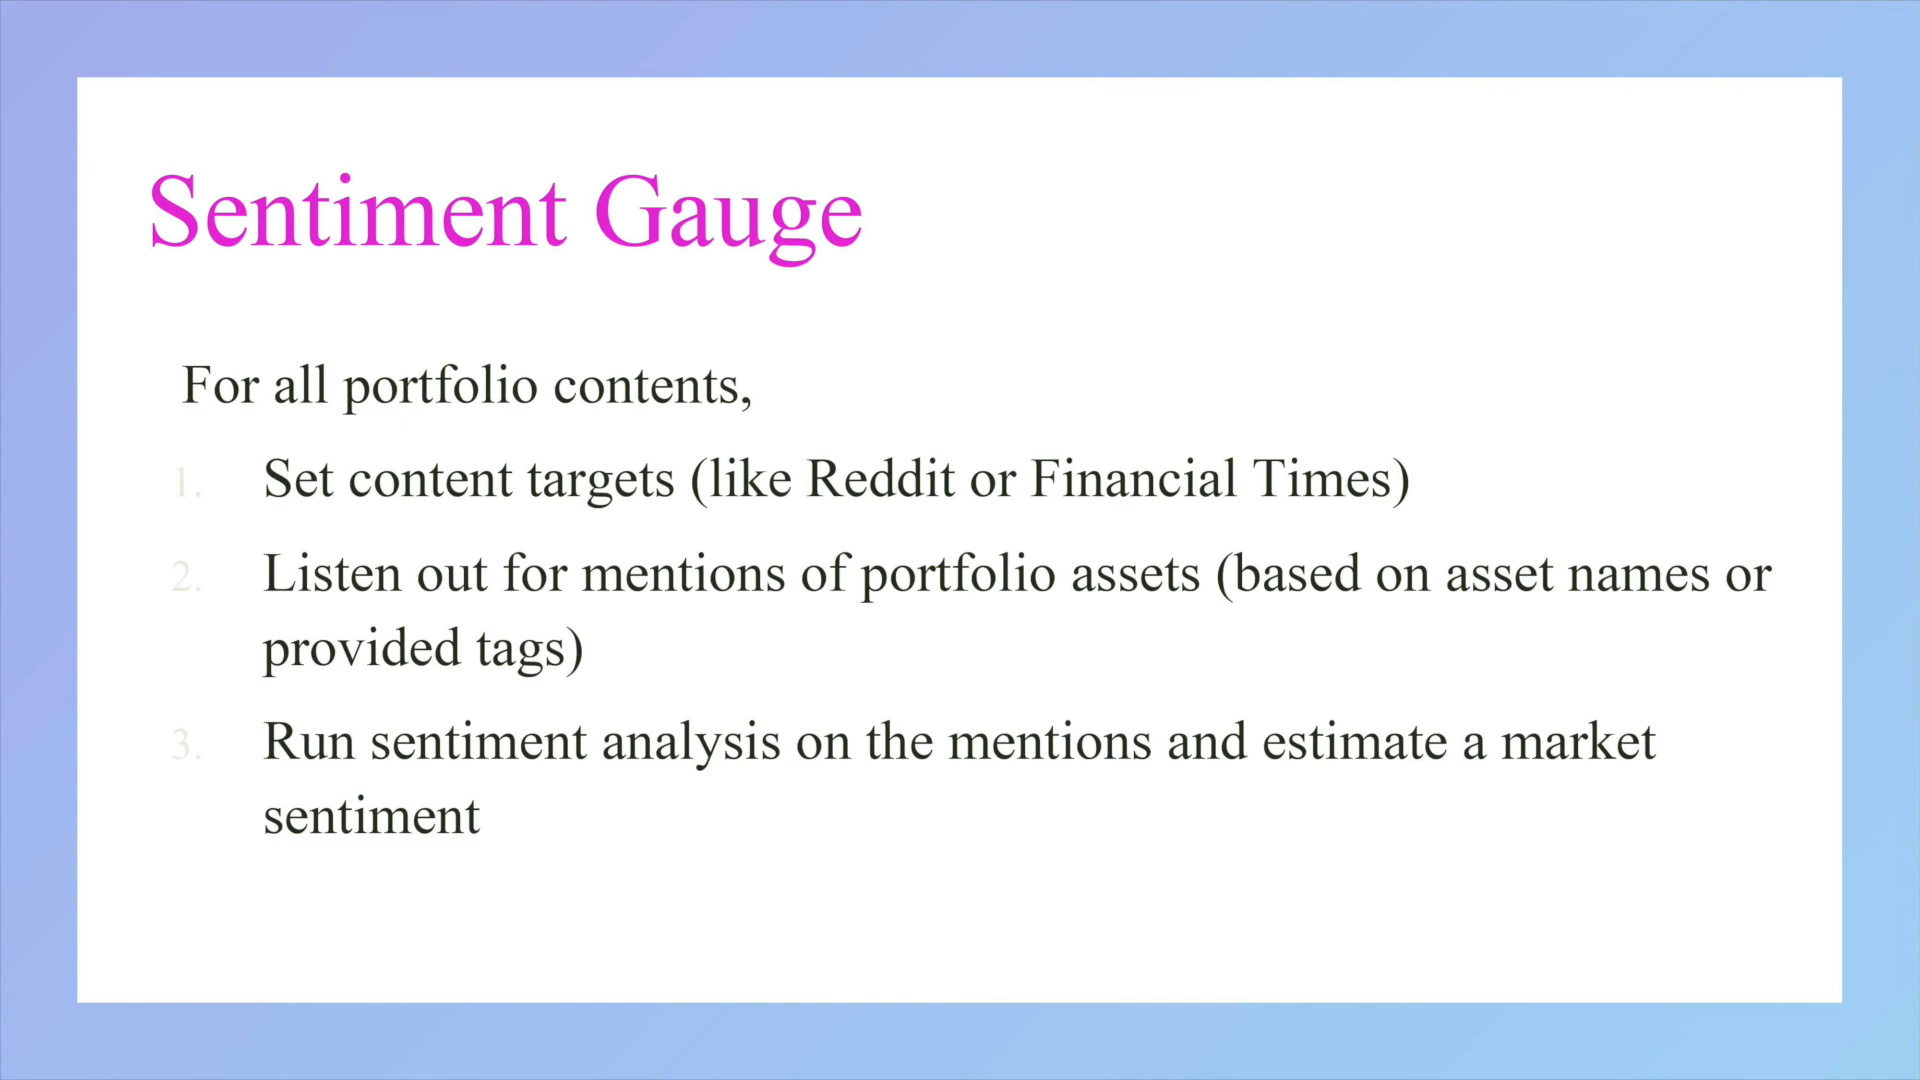 Sentiment Gauge
For all portfolio contents,
1. Set content targets (like Reddit or Financial Times)
2. Listen out for mentions of portfolio assets (based on asset names or
provided tags)
3. Run sentiment analysis on the mentions and estimate a market
sentiment